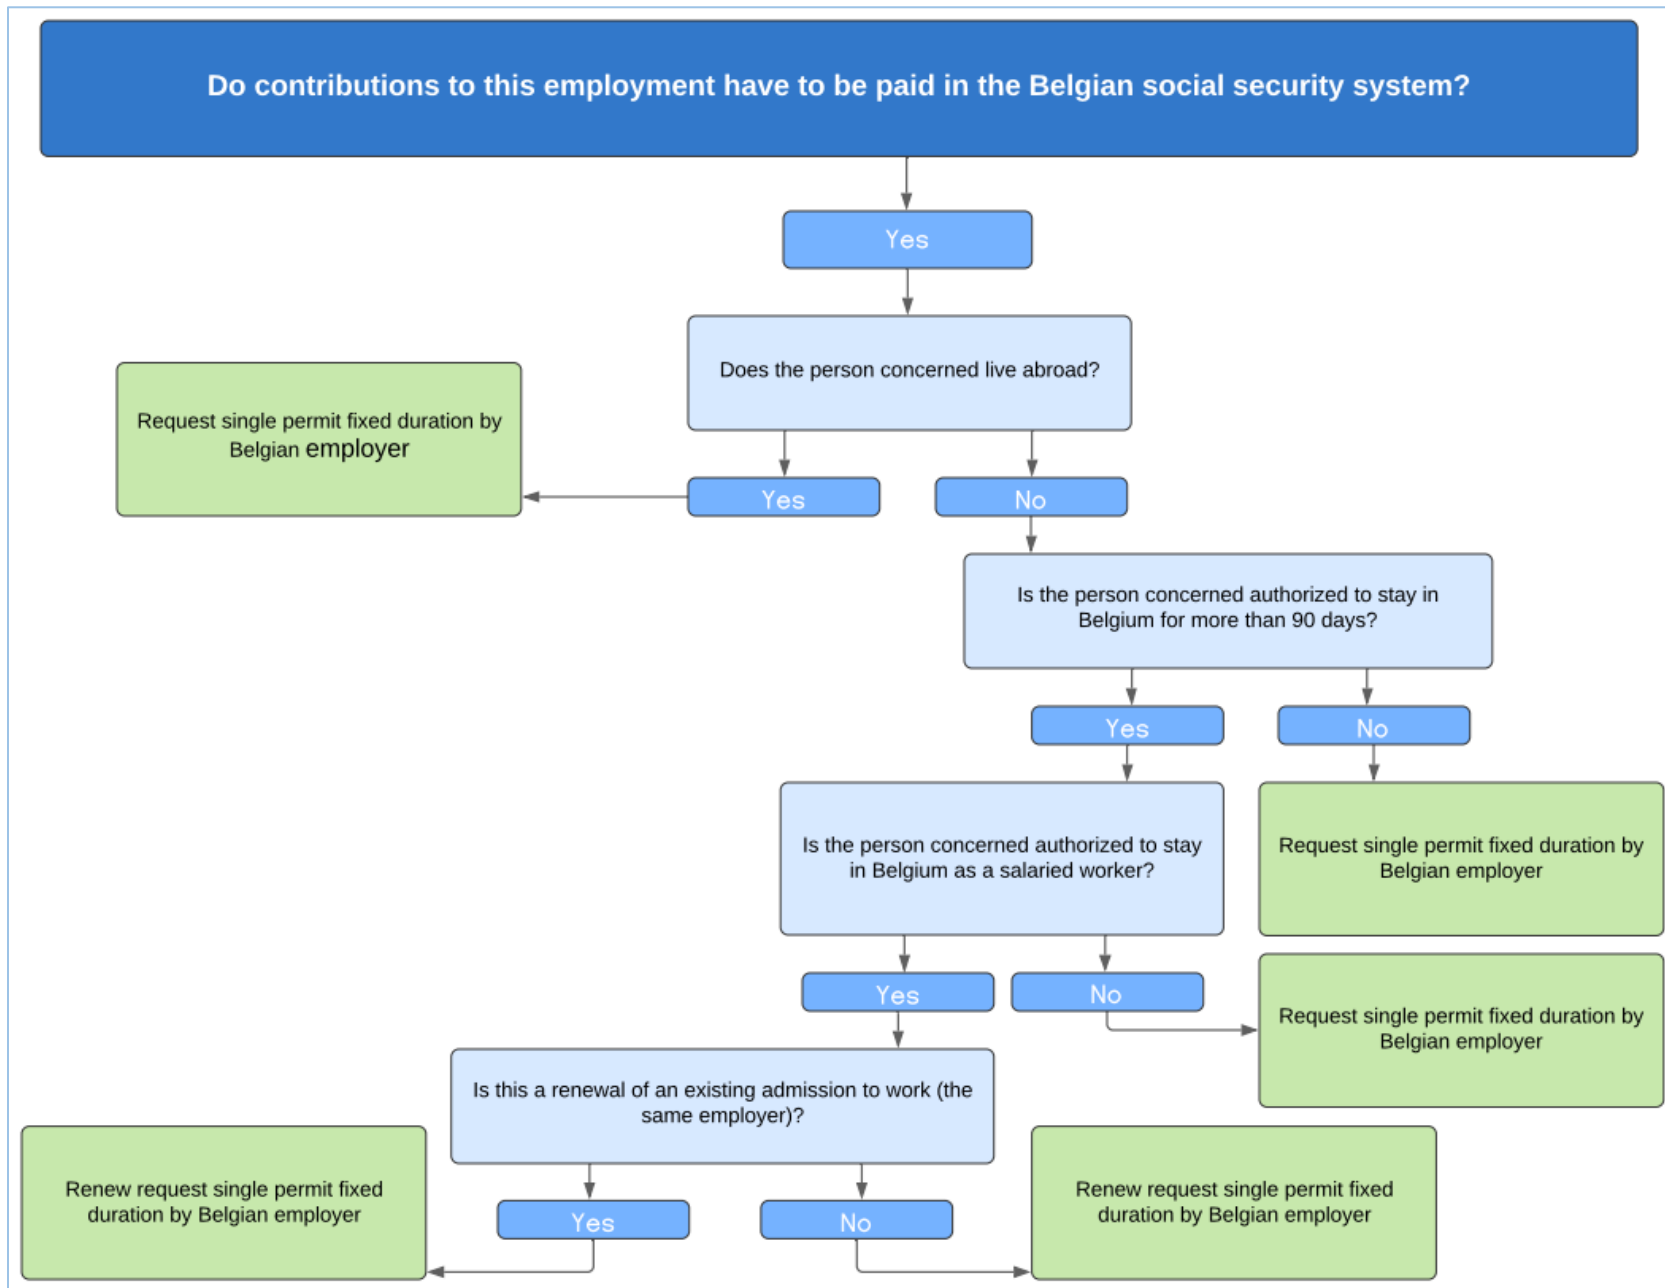 Do contributions to this employment have to be paid in the Belgian social security system?
Yes
Does the person concerned live abroad?
Request single permit fixed duration by
Belgian employer
Yes
No
Is the person concerned authorized to stay in
Belgium for more than 90 days?
Yes
No
Is the person concerned authorized to stay
in Belgium as a salaried worker?
Request single permit fixed duration by
Belgian employer
Yes
No
Request single permit fixed duration by
Belgian employer
Is this a renewal of an existing admission to work (the
same employer)?
Renew request single permit fixed
duration by Belgian employer
Yes
No
Renew request single permit fixed
duration by Belgian employer